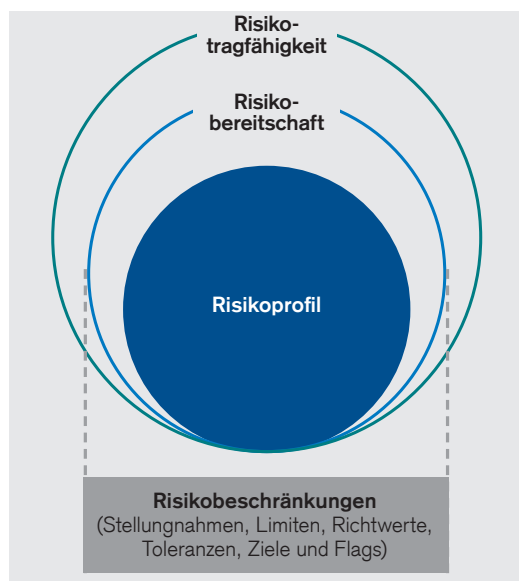 Risiko-
tragfähigkeit
Risiko-
bereitschaft
Risikoprofil
Risikobeschränkungen
(Stellungnahmen, Limiten, Richtwerte,
Toleranzen, Ziele und Flags)